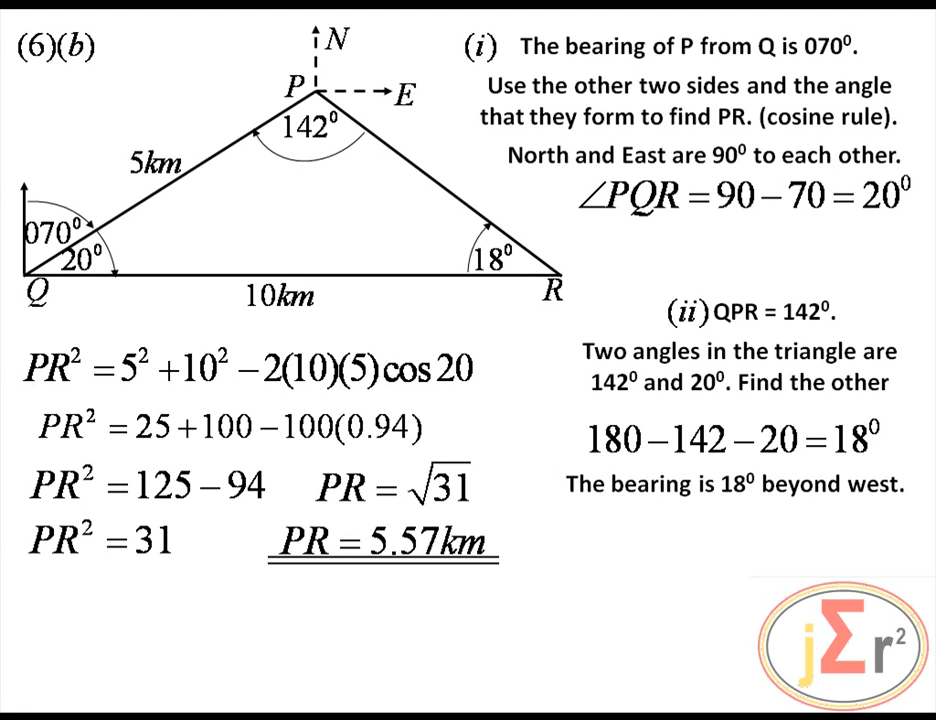 (6)(b)
N
P
E
142⁰
5km
070⁰
20⁰
18⁰
Q
10km
R
(i) The bearing of P from Q is 070⁰.
Use the other two sides and the angle
that they form to find PR. (cosine rule).
North and East are 90⁰ to each other.
∠PQR = 90 – 70 = 20⁰
(ii) QPR = 142⁰.
Two angles in the triangle are
142⁰ and 20⁰. Find the other
180 – 142 – 20 = 18⁰
The bearing is 18⁰ beyond west.
PR² = 5² + 10² – 2(10)(5)cos 20
PR² = 25 + 100 – 100(0.94)
PR² = 125 – 94
PR = √31
PR² = 31
PR = 5.57km
jΣr²